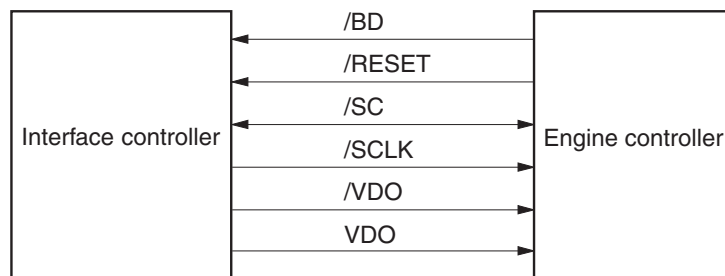 /BD
/RESET
/SC
Interface controller
Engine controller
/SCLK
/VDO
VDO